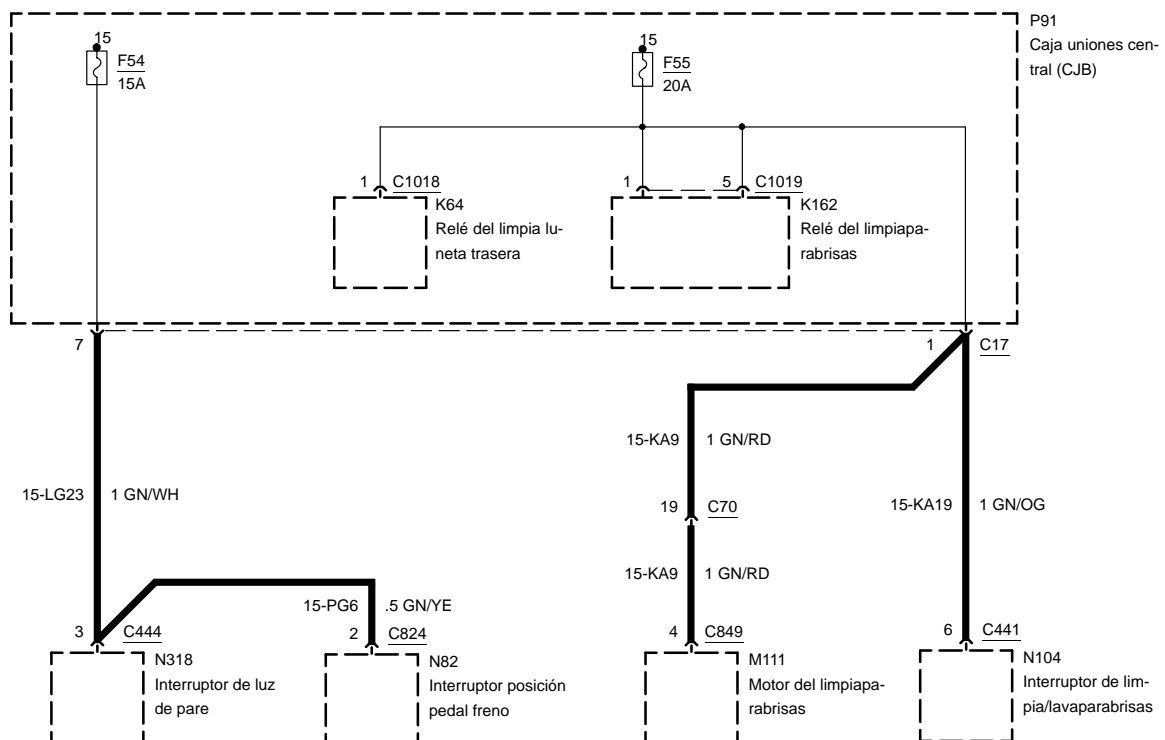 P91
Caja uniones cen-
tral (CJB)
15
F54
15A
15
F55
20A
1 C1018
K64
Relé del limpia lu-
neta trasera
1 5 C1019
K162
Relé del limpiapa-
rabrisas
7
1 C17
15-KA9 1 GN/RD
15-LG23 1 GN/WH
19 C70
15-KA19 1 GN/OG
15-KA9 1 GN/RD
15-PG6 .5 GN/YE
3 C444
N318
Interruptor de luz
de pare
2 C824
N82
Interruptor posición
pedal freno
4 C849
M111
Motor del limpiapa-
rabrisas
6 C441
N104
Interruptor de lim-
pia/lavaparabrisas